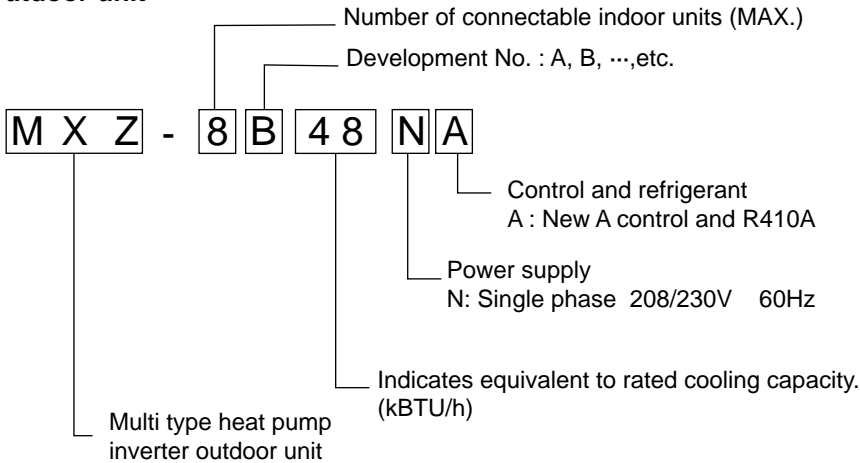 Number of connectable indoor units (MAX.)
Development No. : A, B, ···,etc.
M X Z - 8 B 4 8 N A
Control and refrigerant
A : New A control and R410A
Power supply
N: Single phase 208/230V 60Hz
Indicates equivalent to rated cooling capacity.
(kBTU/h)
Multi type heat pump
inverter outdoor unit